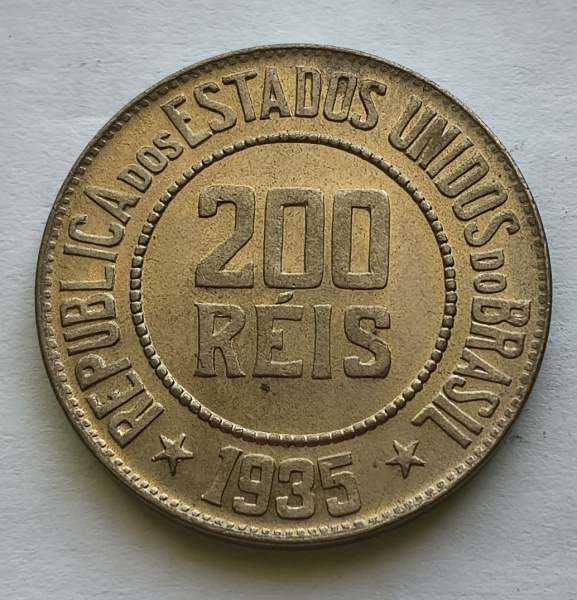 REPUBLICA DOS ESTADOS UNIDOS DO BRASIL
200
RÉIS
1935